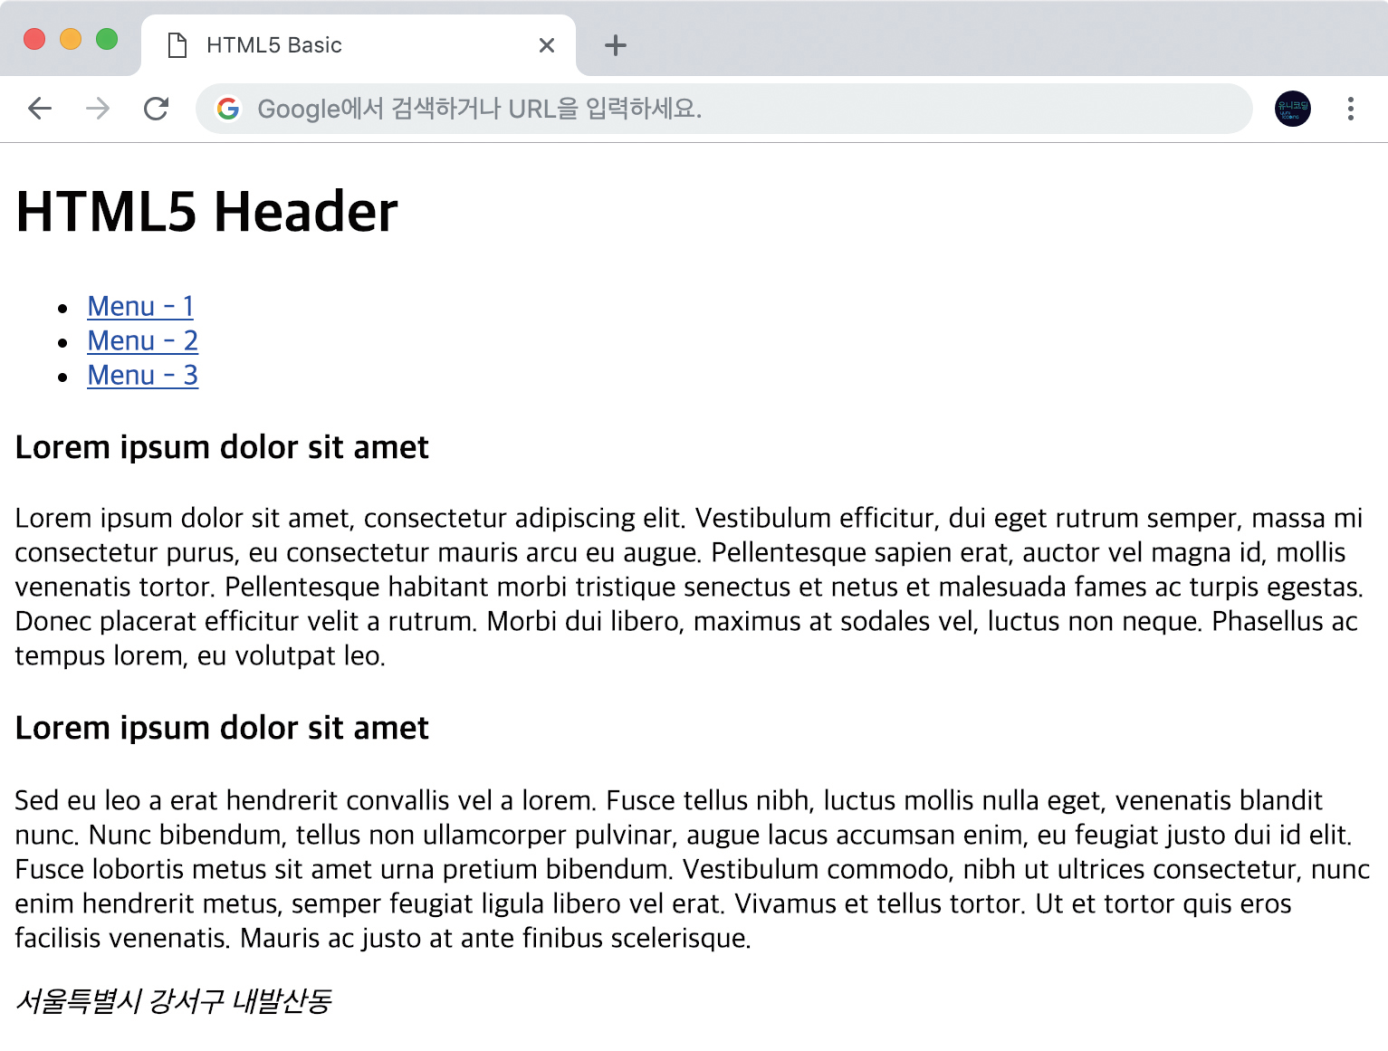 HTML5 Basic
Google에서 검색하거나 URL을 입력하세요.
유니코딩
HTML5 Header
Menu - 1
Menu - 2
Menu - 3
Lorem ipsum dolor sit amet
Lorem ipsum dolor sit amet, consectetur adipiscing elit. Vestibulum efficitur, dui eget rutrum semper, massa mi
consectetur purus, eu consectetur mauris arcu eu augue. Pellentesque sapien erat, auctor vel magna id, mollis
venenatis tortor. Pellentesque habitant morbi tristique senectus et netus et malesuada fames ac turpis egestas.
Donec placerat efficitur velit a rutrum. Morbi dui libero, maximus at sodales vel, luctus non neque. Phasellus ac
tempus lorem, eu volutpat leo.
Lorem ipsum dolor sit amet
Sed eu leo a erat hendrerit convallis vel a lorem. Fusce tellus nibh, luctus mollis nulla eget, venenatis blandit
nunc. Nunc bibendum, tellus non ullamcorper pulvinar, augue lacus accumsan enim, eu feugiat justo dui id elit.
Fusce lobortis metus sit amet urna pretium bibendum. Vestibulum commodo, nibh ut ultrices consectetur, nunc
enim hendrerit metus, semper feugiat ligula libero vel erat. Vivamus et tellus tortor. Ut et tortor quis eros
facilisis venenatis. Mauris ac justo at ante finibus scelerisque.
서울특별시 강서구 내발산동